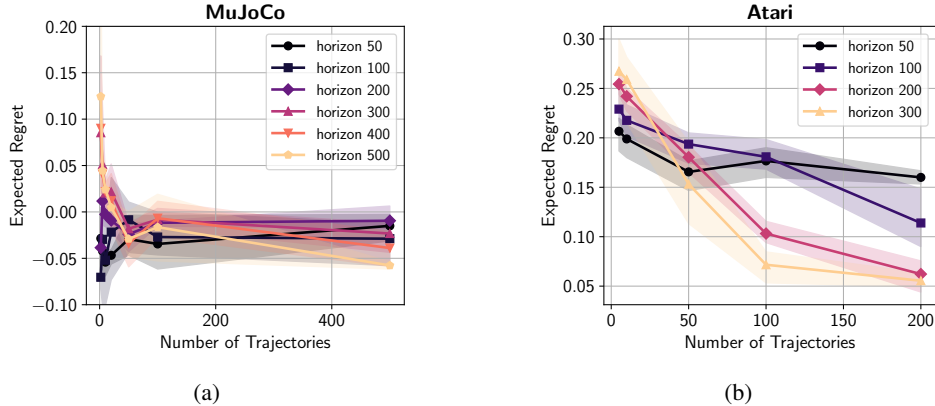 MuJoCo
0.20
0.15
0.10
0.05
0.00
−0.05
−0.10
Expected Regret
horizon 50
horizon 100
horizon 200
horizon 300
horizon 400
horizon 500
0
200
400
Number of Trajectories
(a)
Atari
0.30
0.25
0.20
0.15
0.10
0.05
Expected Regret
horizon 50
horizon 100
horizon 200
horizon 300
0
50
100
150
200
Number of Trajectories
(b)